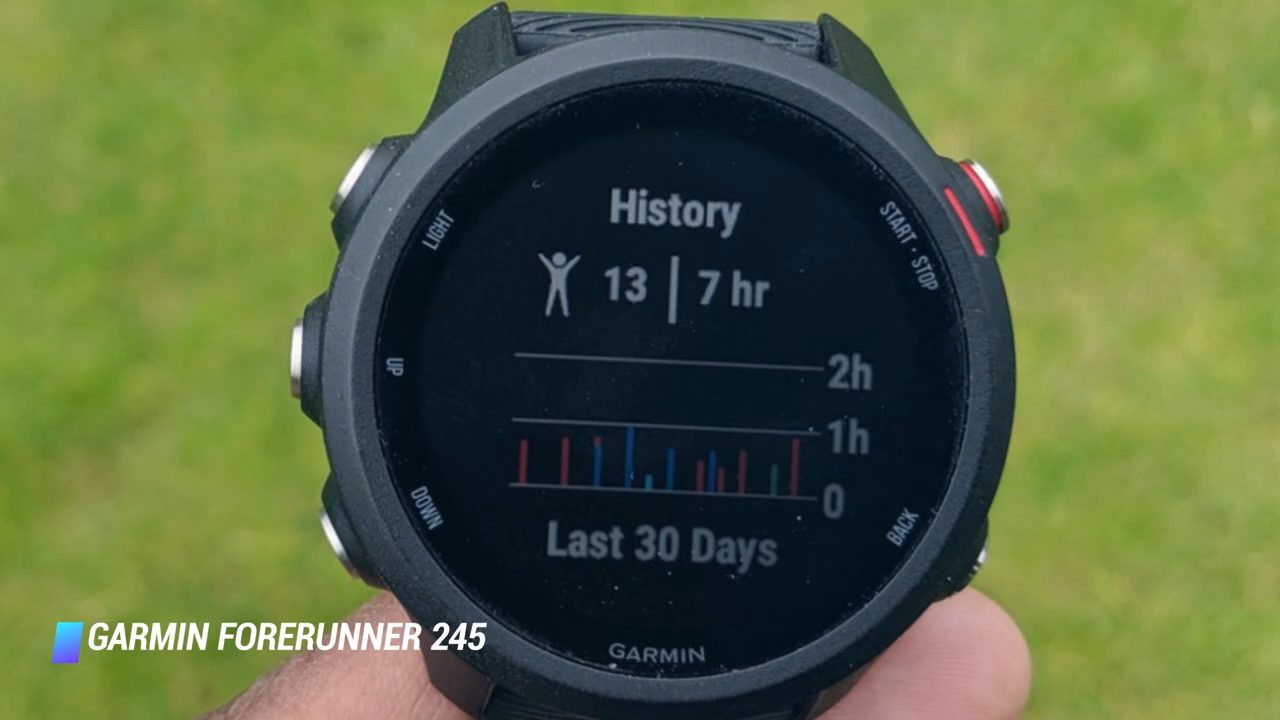 History
13 | 7 hr
2h
1h
0
Last 30 Days
LIGHT
UP
DOWN
START · STOP
BACK
GARMIN
GARMIN FORERUNNER 245